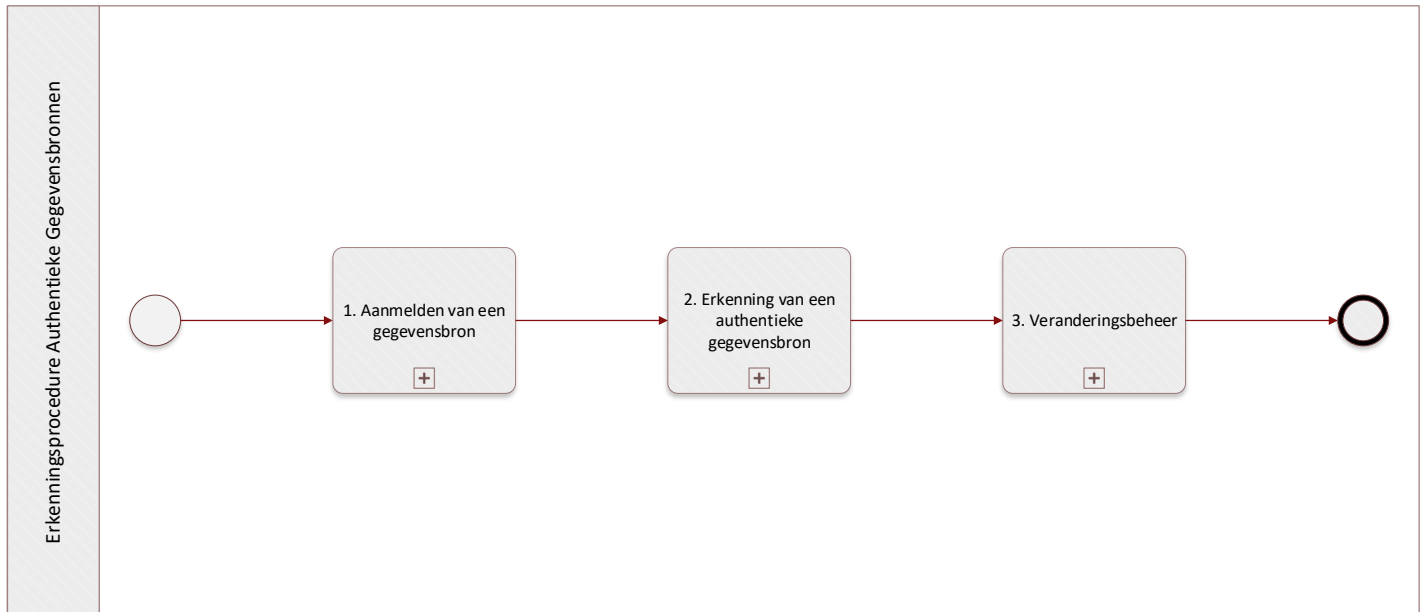 Erkenningsprocedure Authentieke Gegevensbronnen
1. Aanmelden van een
gegevensbron
2. Erkenning van een
authentieke
gegevensbron
3. Veranderingsbeheer